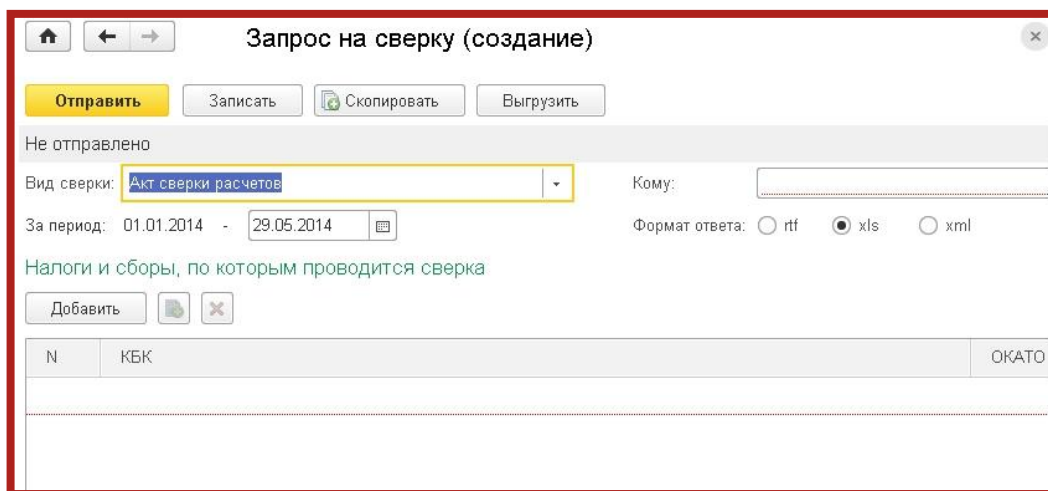 Запрос на сверку (создание)
Отправить Записать Скопировать Выгрузить
Не отправлено
Вид сверки: Акт сверки расчетов Кому:
За период: 01.01.2014 - 29.05.2014 Формат ответа: rtf xls xml
Налоги и сборы, по которым проводится сверка
Добавить
N КБК ОКАТО